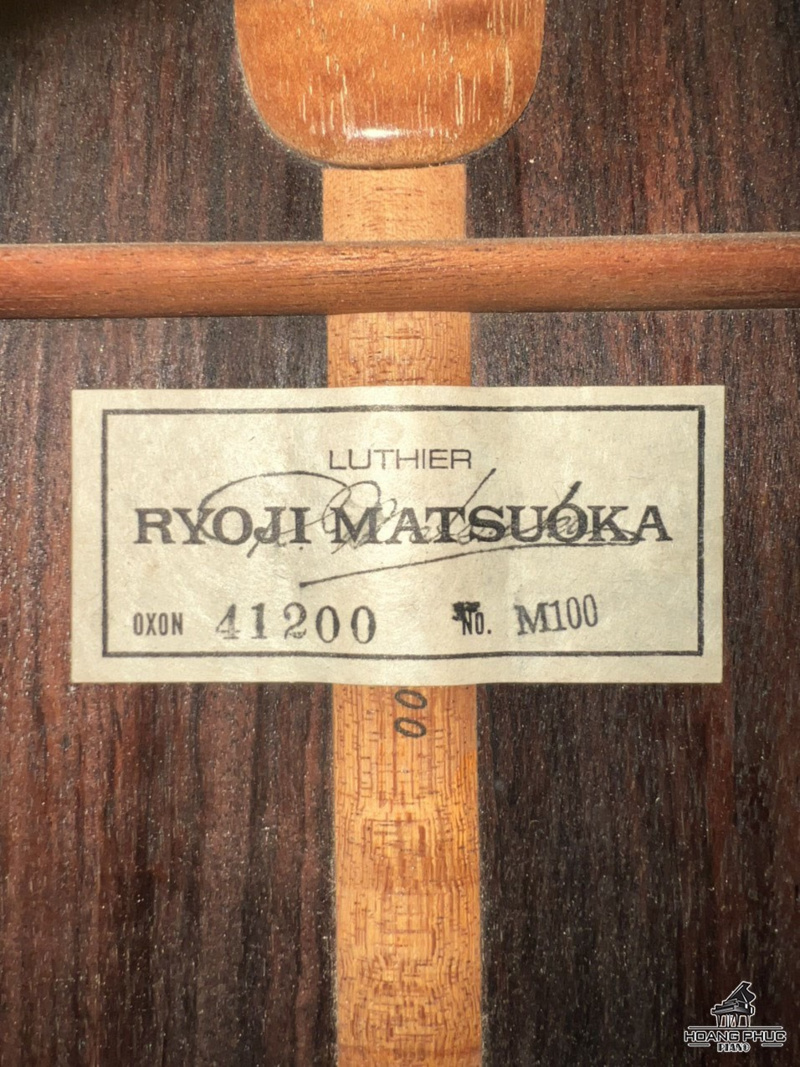 LUTHIER
RYOJI MATSUOKA
OXON 41200 NO. M100
00
HOANG PHUC
PIANO